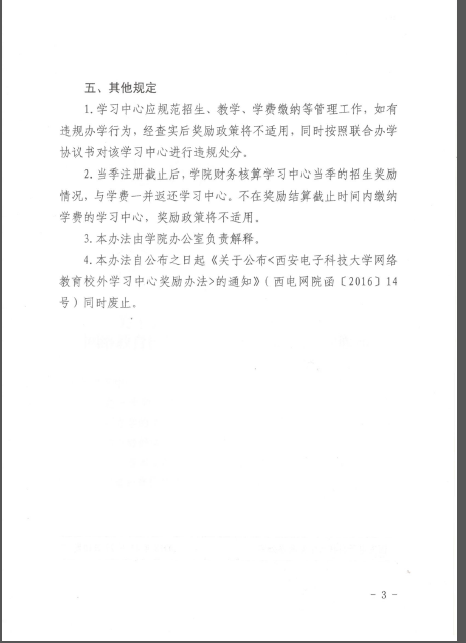 五、其他规定
1.学习中心应规范招生、教学、学费缴纳等管理工作，如有
违规办学行为，经查实后奖励政策将不适用，同时按照联合办学
协议书对该学习中心进行违规处分。
2.当季注册截止后，学院财务核算学习中心当季的招生奖励
情况，与学费一并返还学习中心。不在奖励结算截止时间内缴纳
学费的学习中心，奖励政策将不适用。
3.本办法由学院办公室负责解释。
4.本办法自公布之日起《关于公布<西安电子科技大学网络
教育校外学习中心奖励办法>的通知》（西电网院函〔2016〕14
号）同时废止。
- 3 -